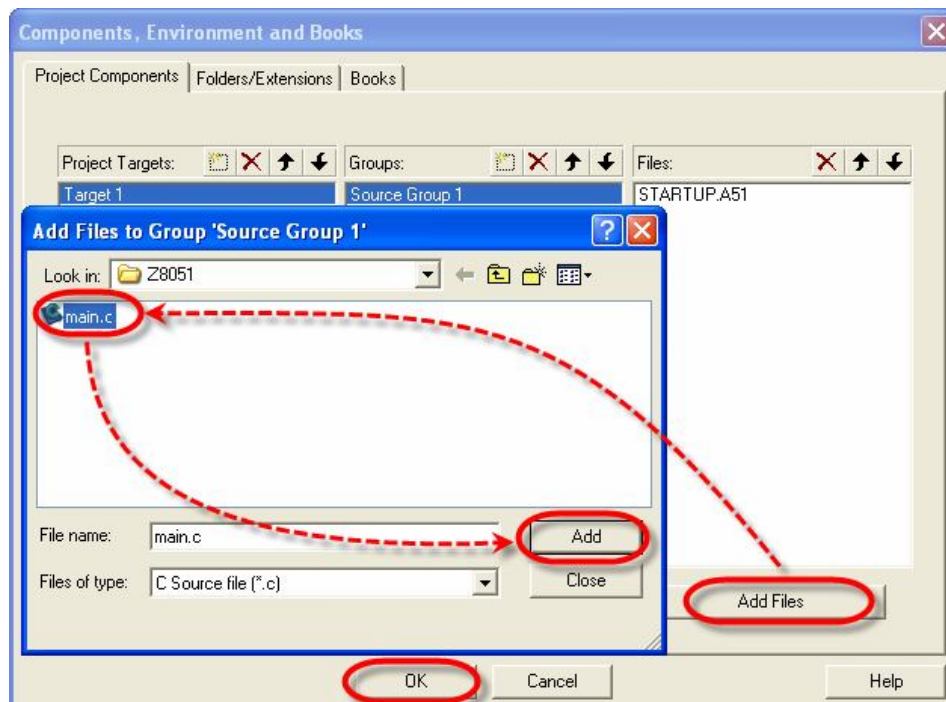 Components, Environment and Books
Project Components Folders/Extensions Books
Project Targets: Groups: Files:
Target 1 Source Group 1 STARTUP.A51
Add Files to Group 'Source Group 1'
Look in: Z8051
main.c
File name: main.c Add
Files of type: C Source file (*.c) Close
Add Files
OK Cancel Help